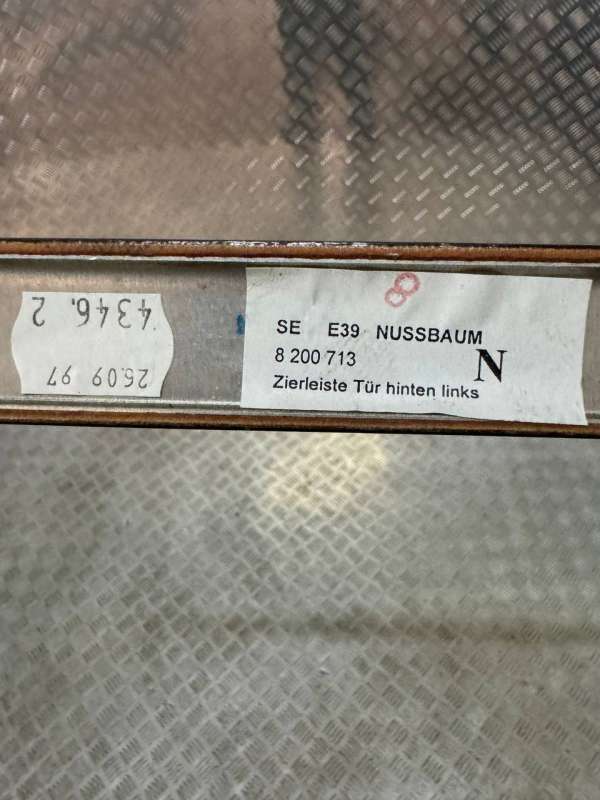 4346.2
26.09.97
8
SE E39 NUSSBAUM
8 200 713
N
Zierleiste Tür hinten links